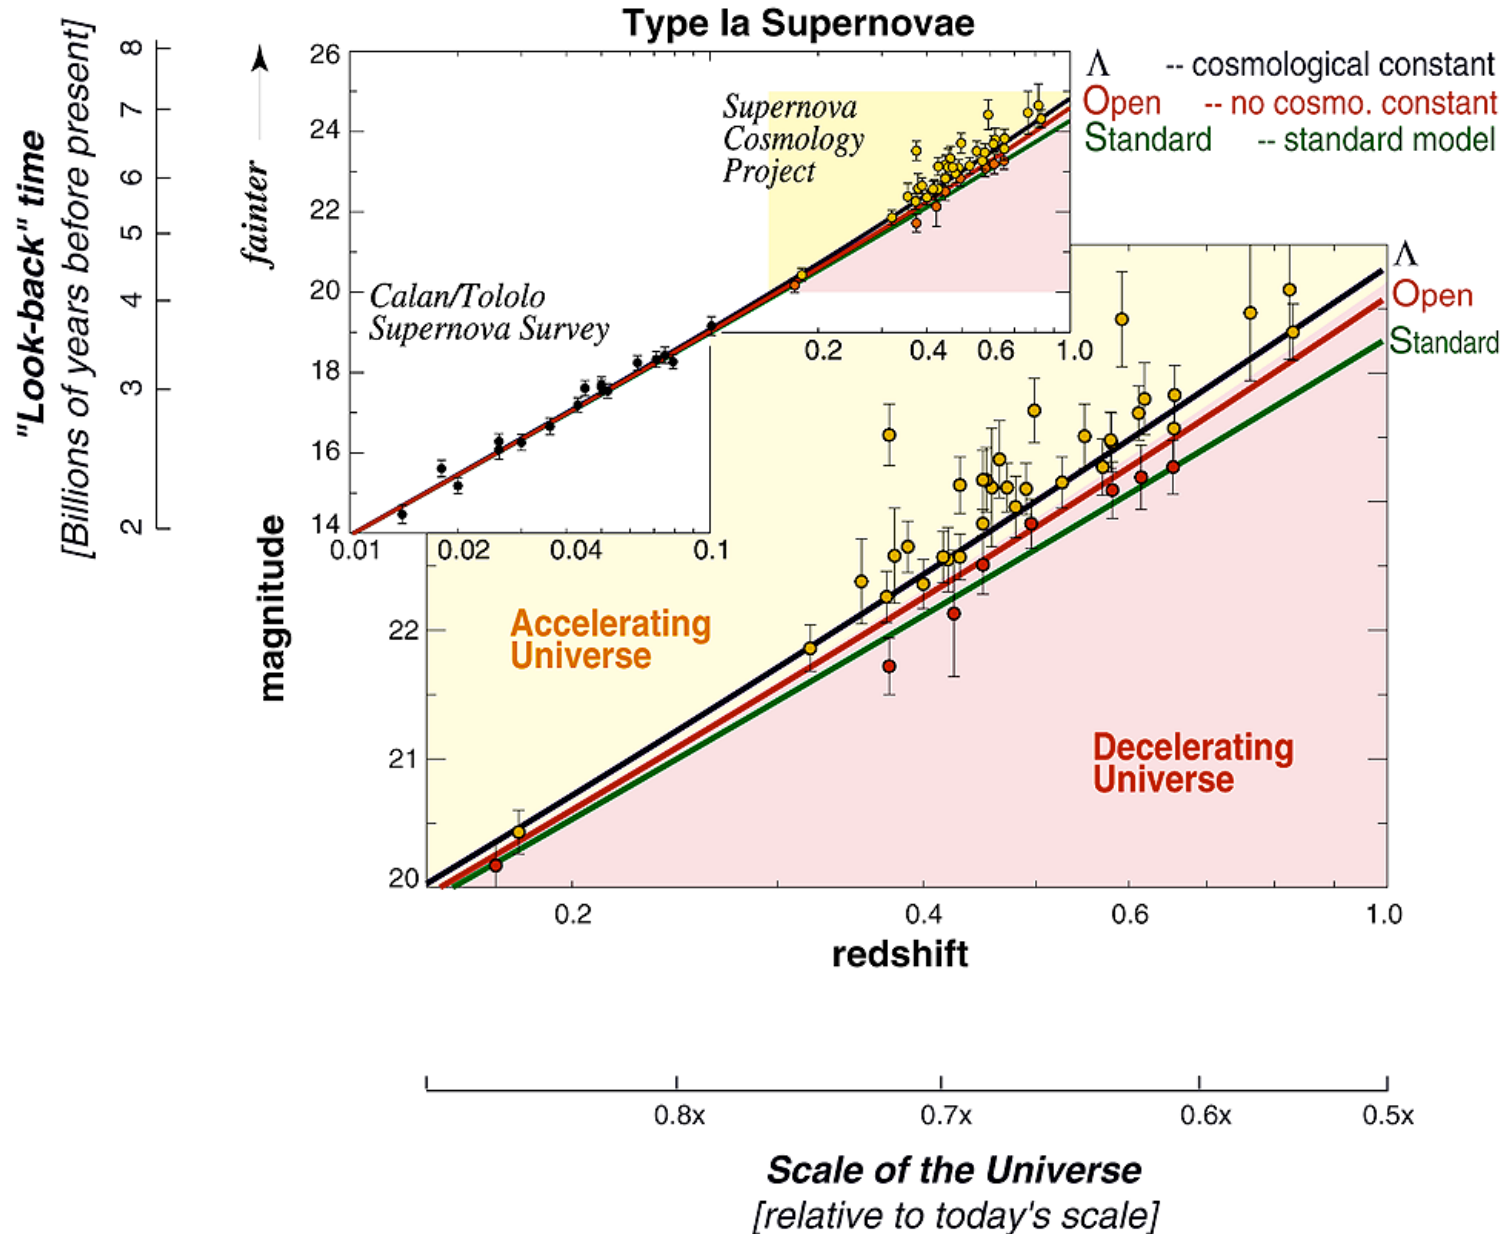 Type Ia Supernovae
"Look-back" time
[Billions of years before present]
8
7
6
5
4
3
2
fainter
magnitude
26
24
22
20
18
16
14
0.01
0.02
0.04
0.1
0.2
0.4
0.6
1.0
Supernova
Cosmology
Project
Calan/Tololo
Supernova Survey
Λ -- cosmological constant
Open -- no cosmo. constant
Standard -- standard model
Λ
Open
Standard
Accelerating
Universe
Decelerating
Universe
22
21
20
0.2
0.4
0.6
1.0
redshift
0.8x
0.7x
0.6x
0.5x
Scale of the Universe
[relative to today's scale]